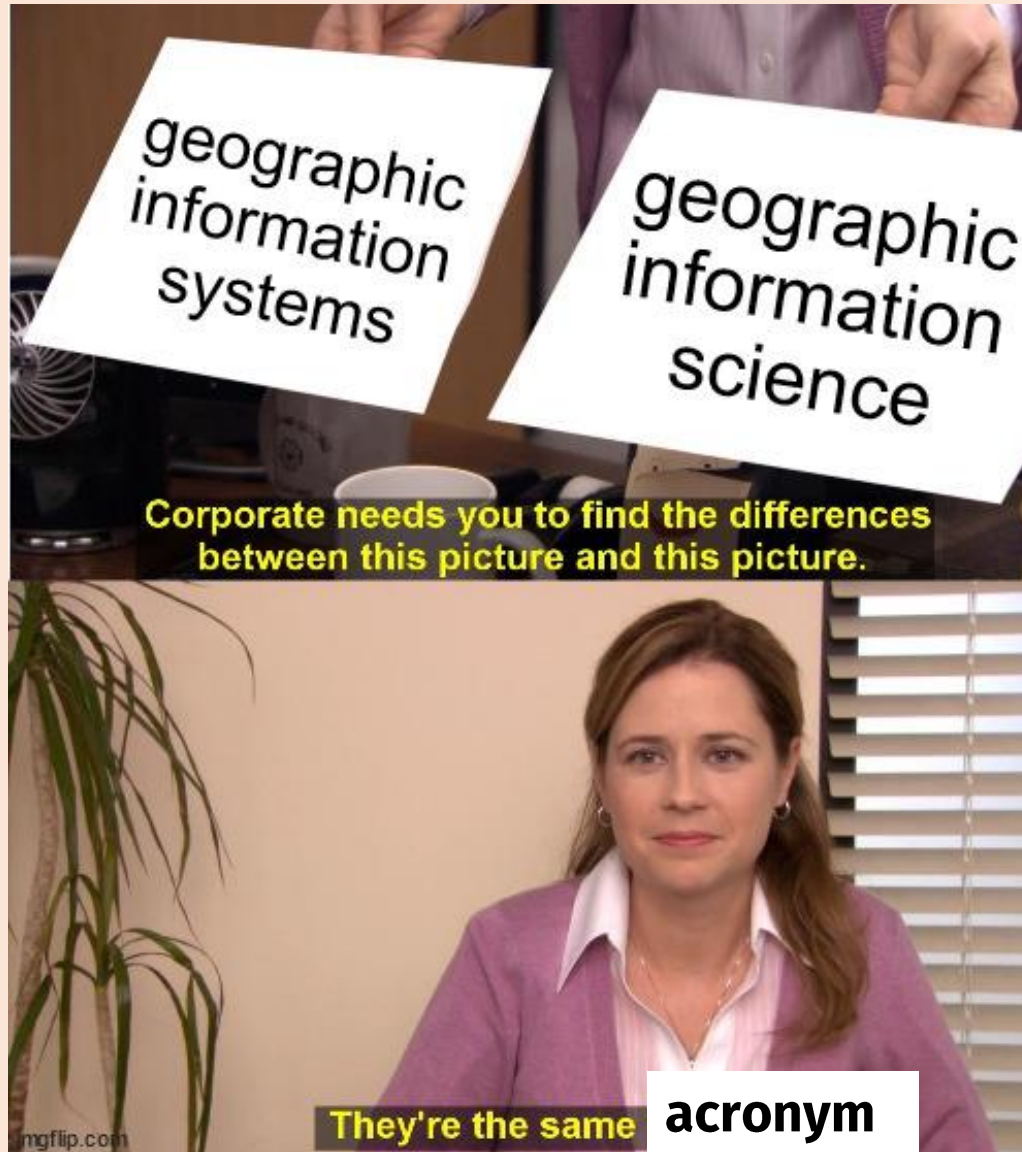 geographic
information
systems
geographic
information
science
Corporate needs you to find the differences
between this picture and this picture.
They're the same acronym
imgflip.com